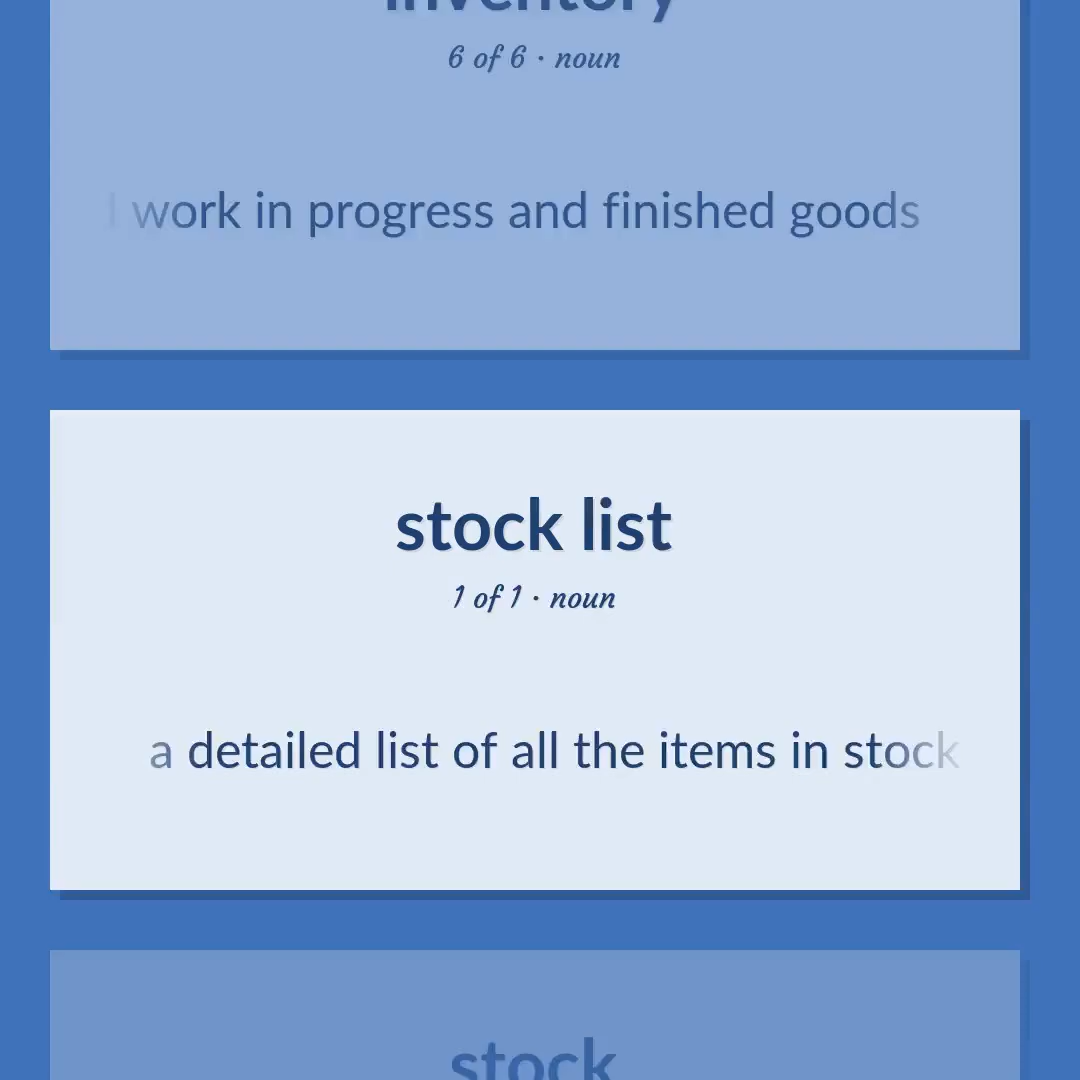 inventory
6 of 6 · noun
work in progress and finished goods
stock list
1 of 1 · noun
a detailed list of all the items in stock
stock